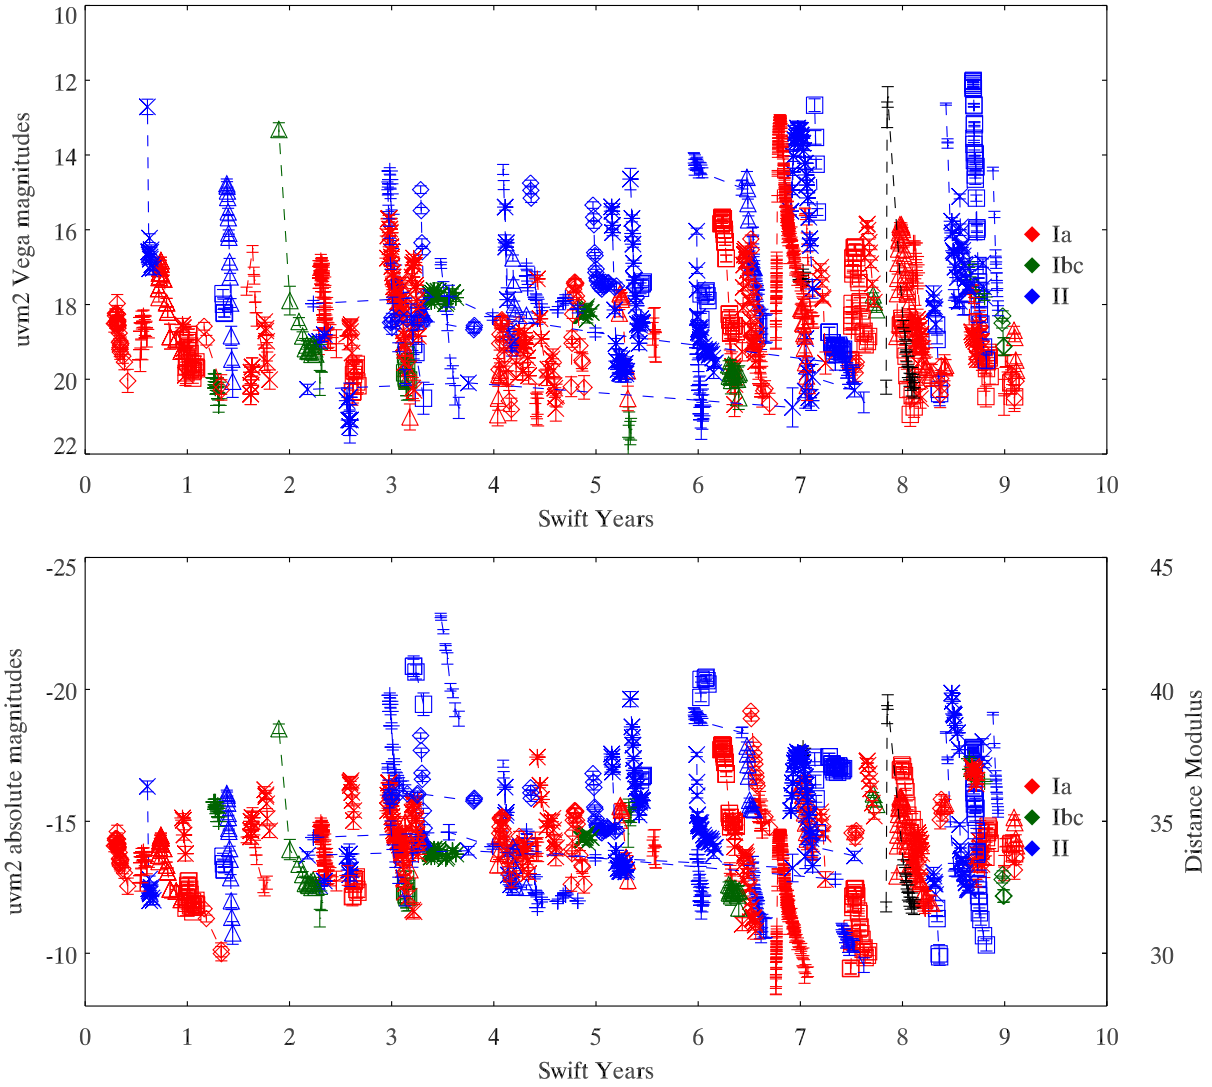 10
12
14
16
18
20
22
uvm2 Vega magnitudes
Ia
Ibc
II
0 1 2 3 4 5 6 7 8 9 10
Swift Years
-25
-20
-15
-10
uvm2 absolute magnitudes
45
40
35
30
Distance Modulus
Ia
Ibc
II
0 1 2 3 4 5 6 7 8 9 10
Swift Years